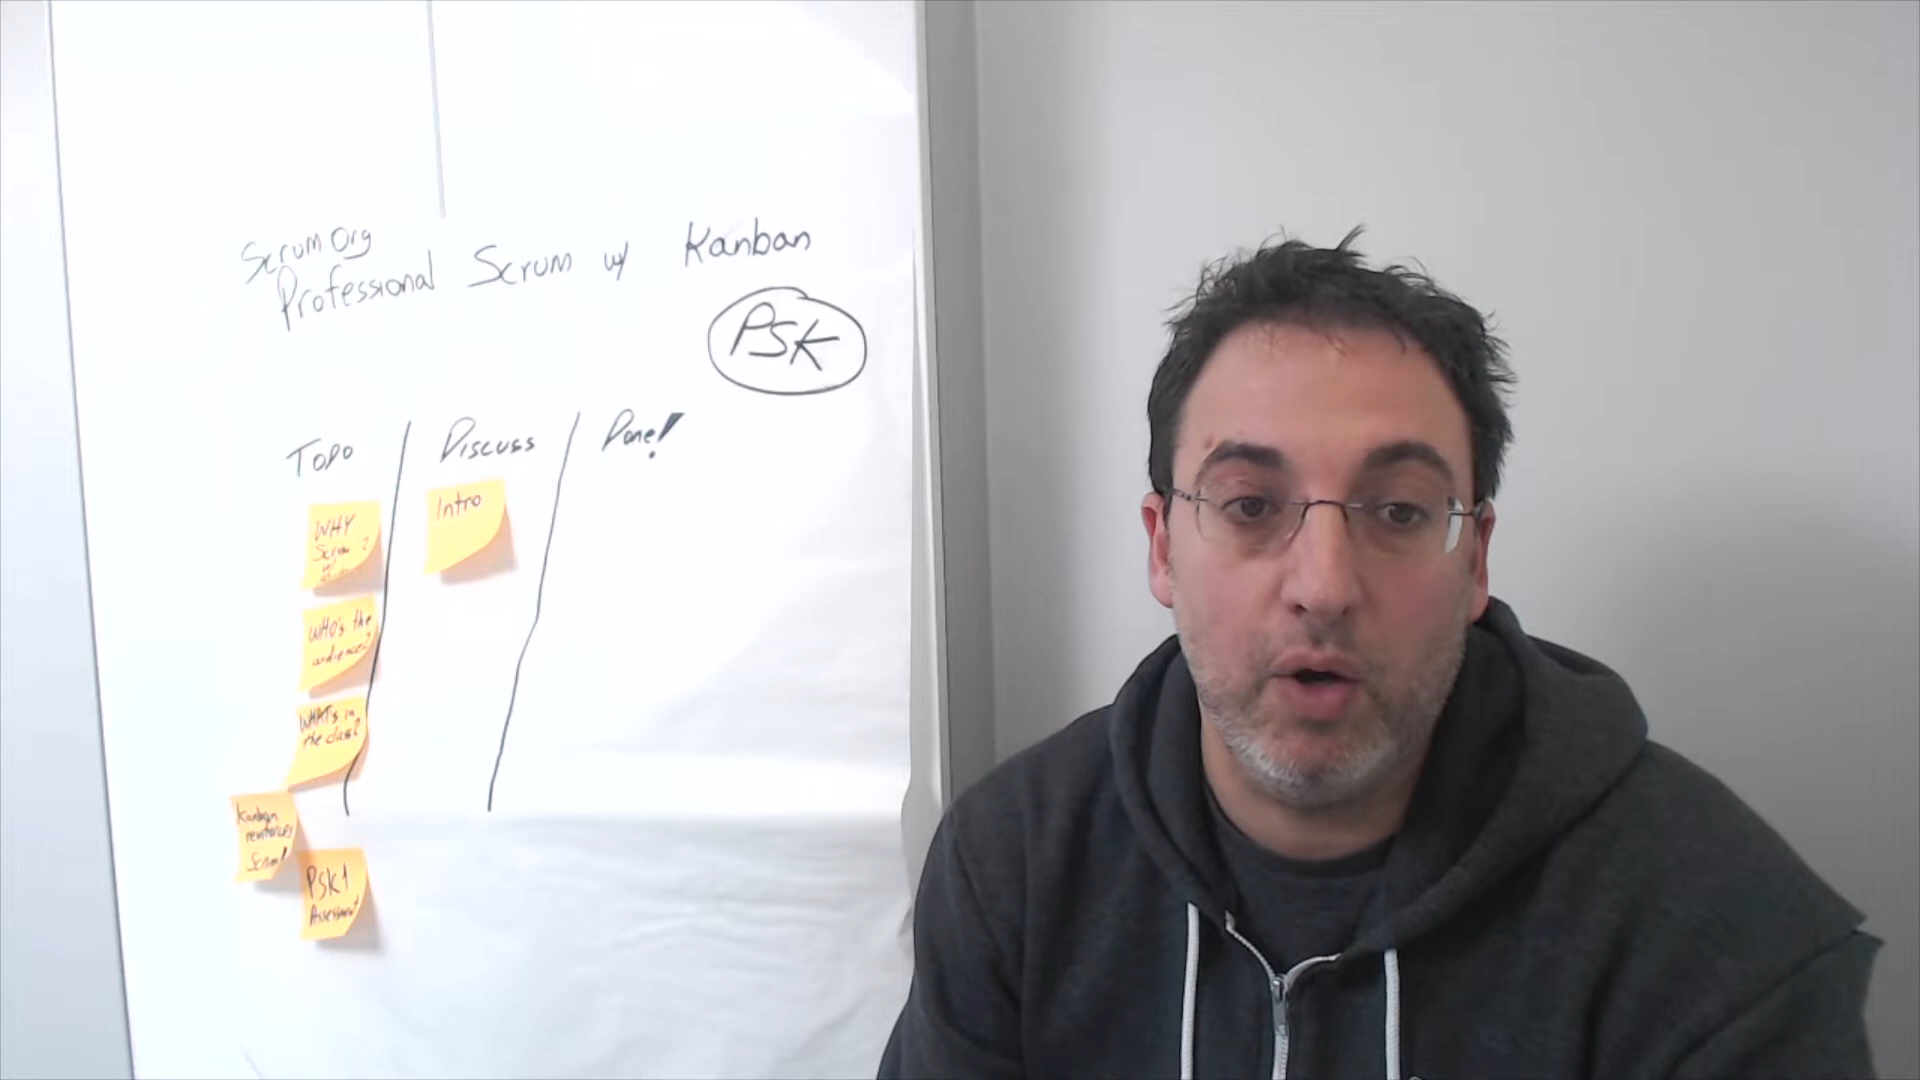 Scrum Org
Professional Scrum w/ Kanban
PSK
TODO
Discuss
Done!
WHY
Scrum ?
w/
WHO's the
audience?
WHAT's in
the class?
Kanban
reinforces
Scrum!
PSK1
Assessment
Intro